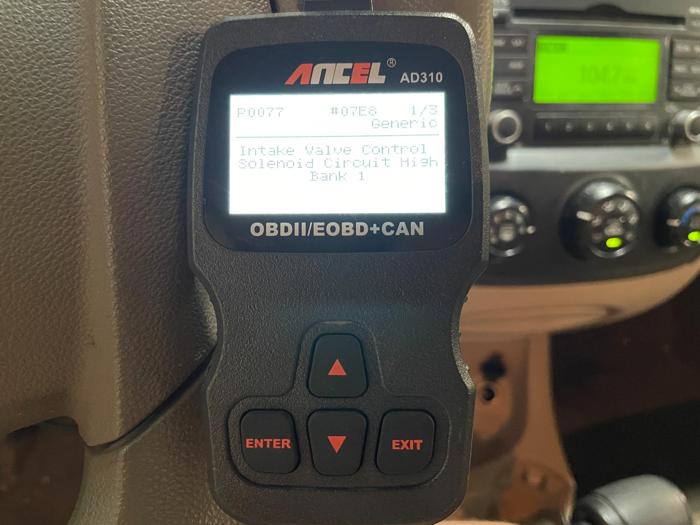 ANCEL® AD310
P0077 #07E8 1/3
Generic
Intake Valve Control
Solenoid Circuit High
Bank 1
OBDII/EOBD+CAN
ENTER
EXIT